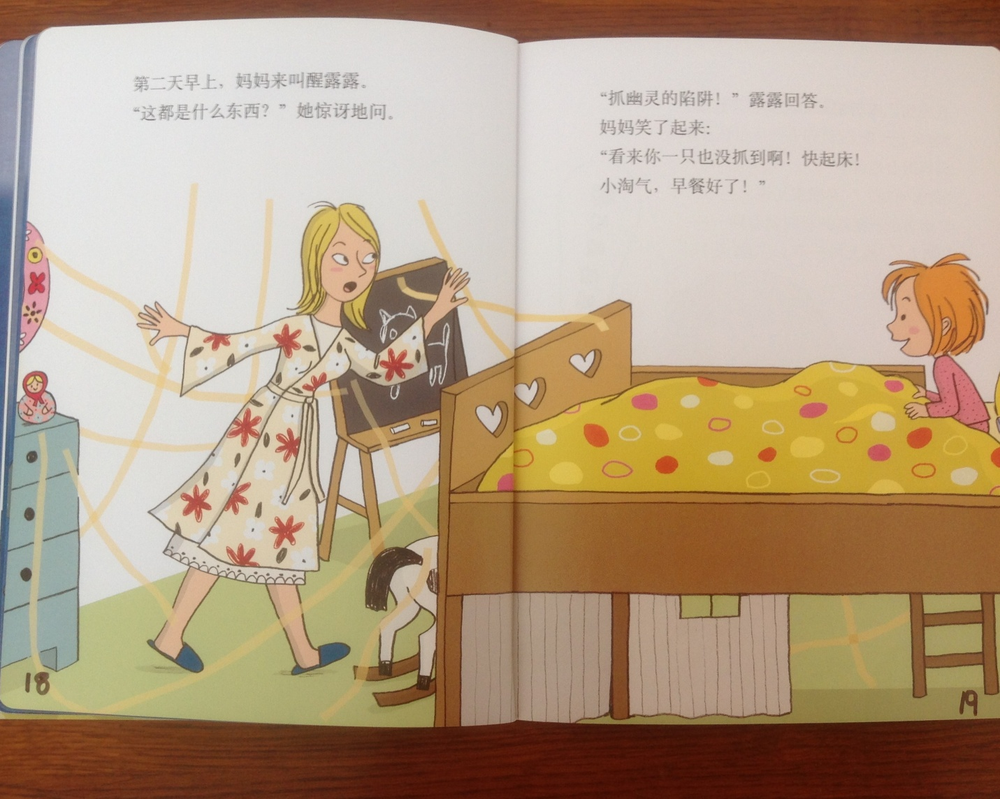 第二天早上，妈妈来叫醒露露。
“这都是什么东西？”她惊讶地问。
18
“抓幽灵的陷阱！”露露回答。
妈妈笑了起来：
“看来你一只也没抓到啊！快起床！
小淘气，早餐好了！”
19